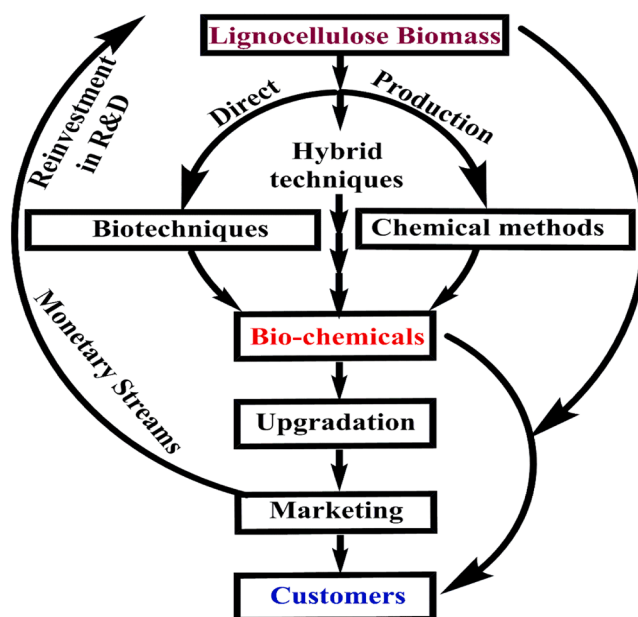 Lignocellulose Biomass
Direct
Production
Reinvestment
in R&D
Hybrid
techniques
Biotechniques
Chemical methods
Bio-chemicals
Monetary Streams
Upgradation
Marketing
Customers